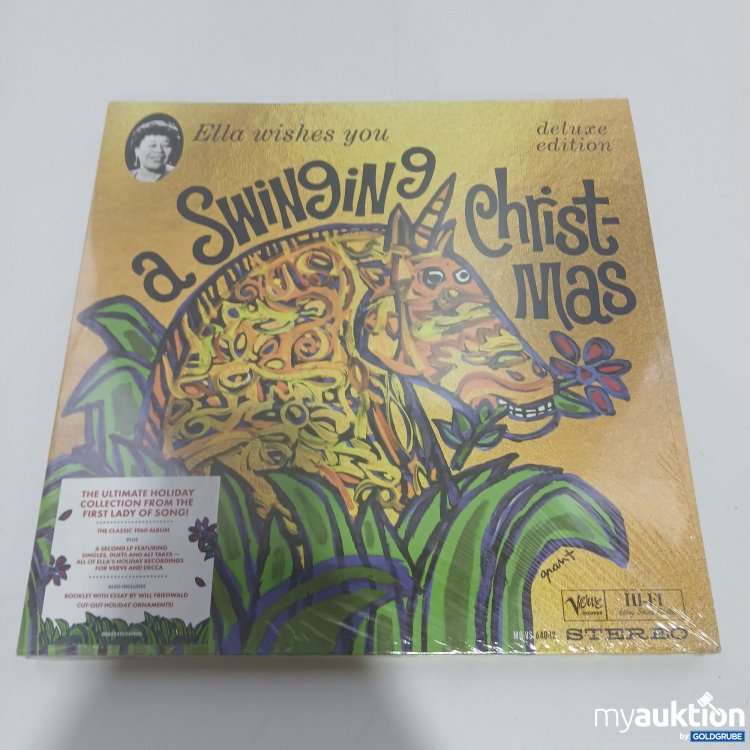 Ella wishes you
deluxe
edition
a Swinging
Christ-
mas
THE ULTIMATE HOLIDAY
COLLECTION FROM THE
FIRST LADY OF SONG!
THE CLASSIC 1960 ALBUM
PLUS
A SECOND LP FEATURING
SINGLES, DUETS AND ALT TAKES —
ALL OF ELLA'S HOLIDAY RECORDINGS
FOR VERVE AND DECCA
ALSO INCLUDES
BOOKLET WITH ESSAY BY WILL FRIEDWALD
CUT-OUT HOLIDAY ORNAMENTS!
grant
Verve
RECORDS
HI-FI
STEREO
myauktion
by GOLDGRUBE